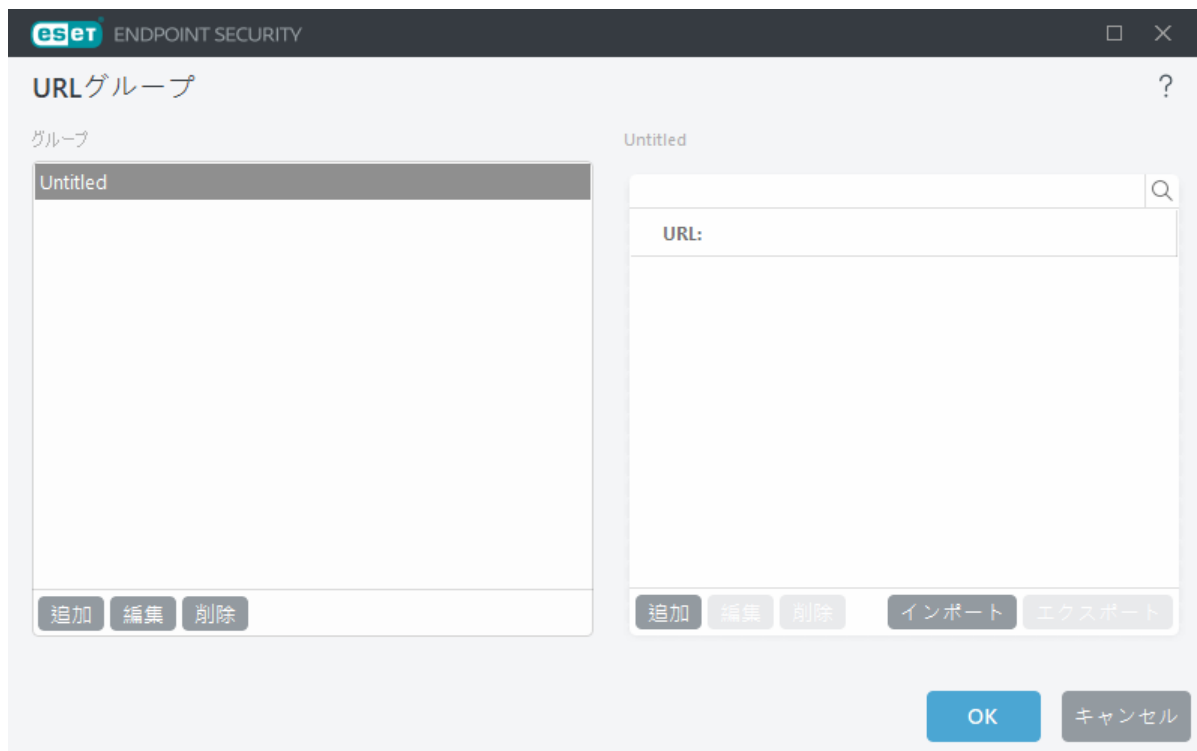 eset ENDPOINT SECURITY
URLグループ
?
グループ
Untitled
追加 編集 削除
Untitled
URL:
追加 編集 削除 インポート エクスポート
OK キャンセル